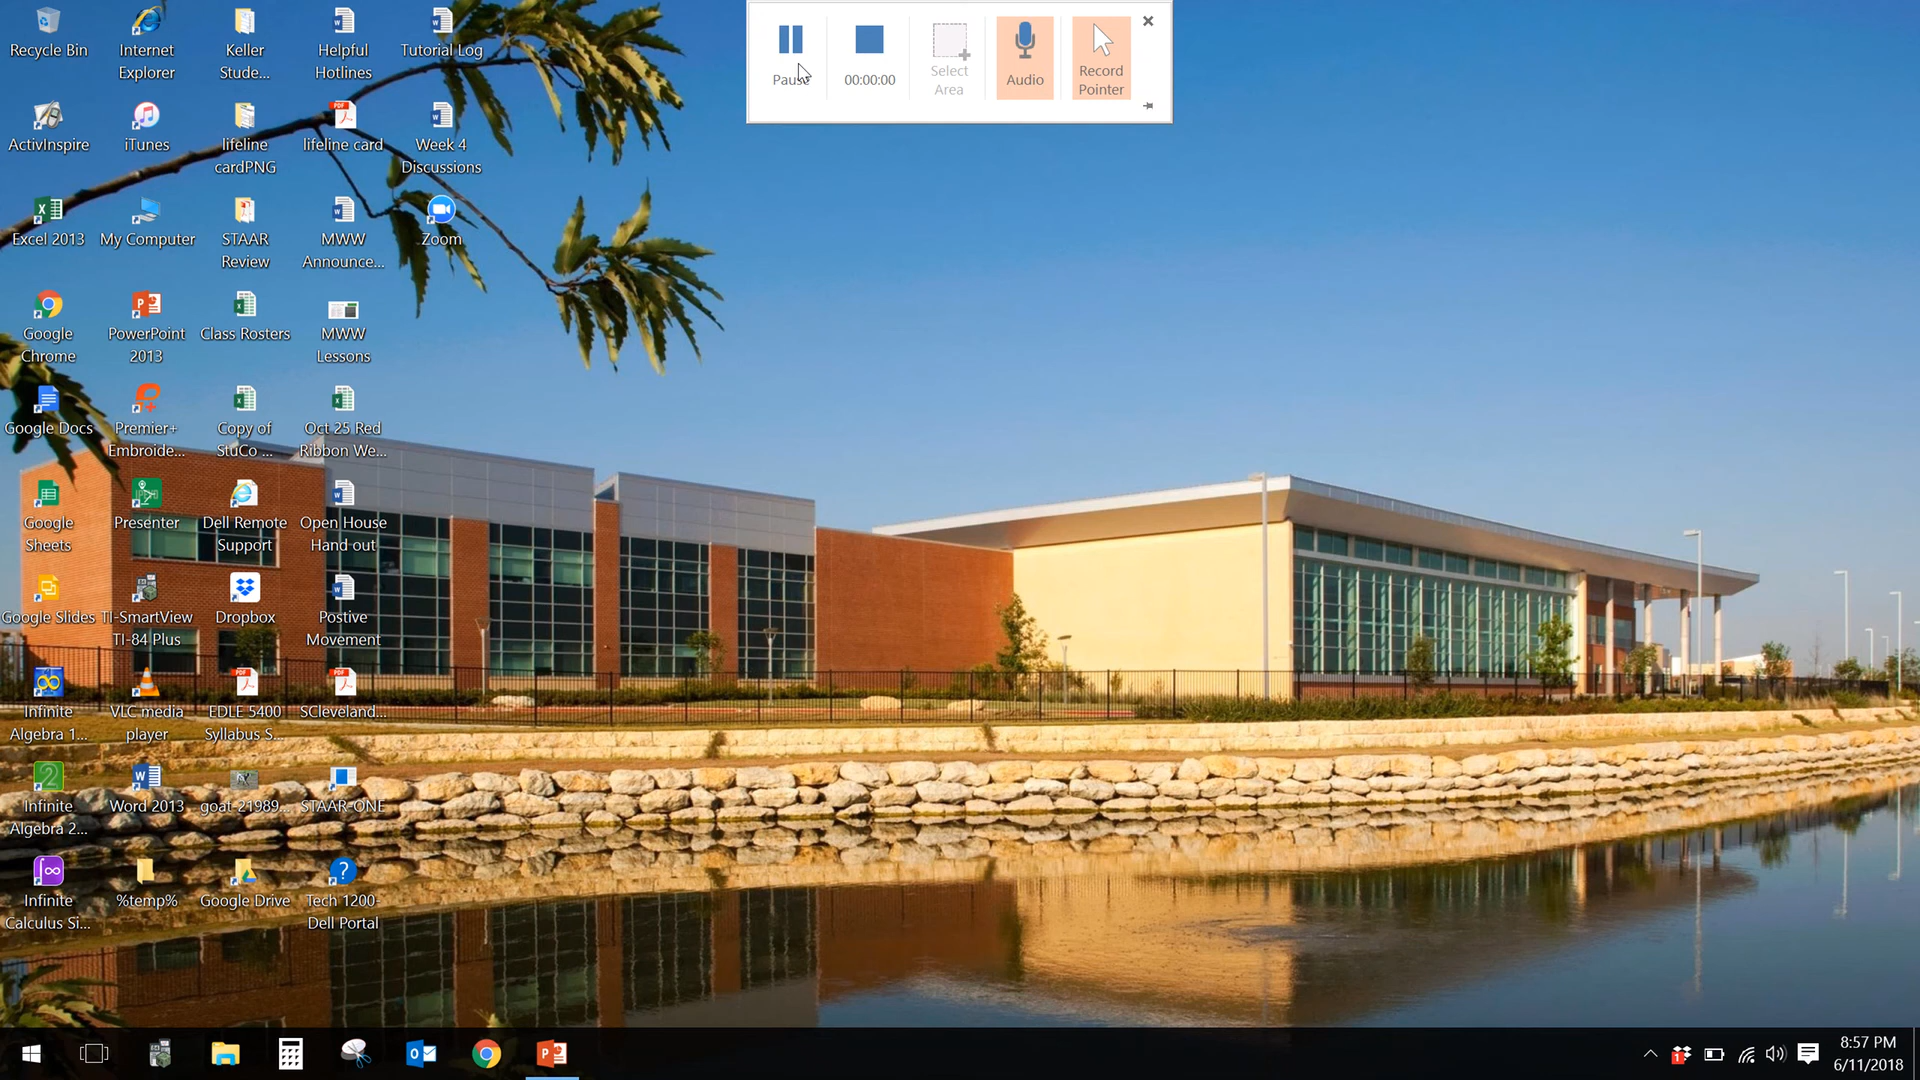 Recycle Bin
Internet
Explorer
Keller
Stude...
Helpful
Hotlines
Tutorial Log
ActivInspire
iTunes
lifeline
cardPNG
lifeline card
Week 4
Discussions
Excel 2013
My Computer
STAAR
Review
MWW
Announce...
Zoom
Google
Chrome
PowerPoint
2013
Class Rosters
MWW
Lessons
Google Docs
Premier+
Embroide...
Copy of
StuCo ...
Oct 25 Red
Ribbon We...
Google
Sheets
Presenter
Dell Remote
Support
Open House
Hand out
Google Slides
TI-SmartView
TI-84 Plus
Dropbox
Postive
Movement
Infinite
Algebra 1...
VLC media
player
EDLE 5400
Syllabus S...
SCleveland...
Infinite
Algebra 2...
Word 2013
goat-21989...
STAAR-ONE
Infinite
Calculus Si...
%temp%
Google Drive
Tech 1200-
Dell Portal
Pause
00:00:00
Select
Area
Audio
Record
Pointer
8:57 PM
6/11/2018